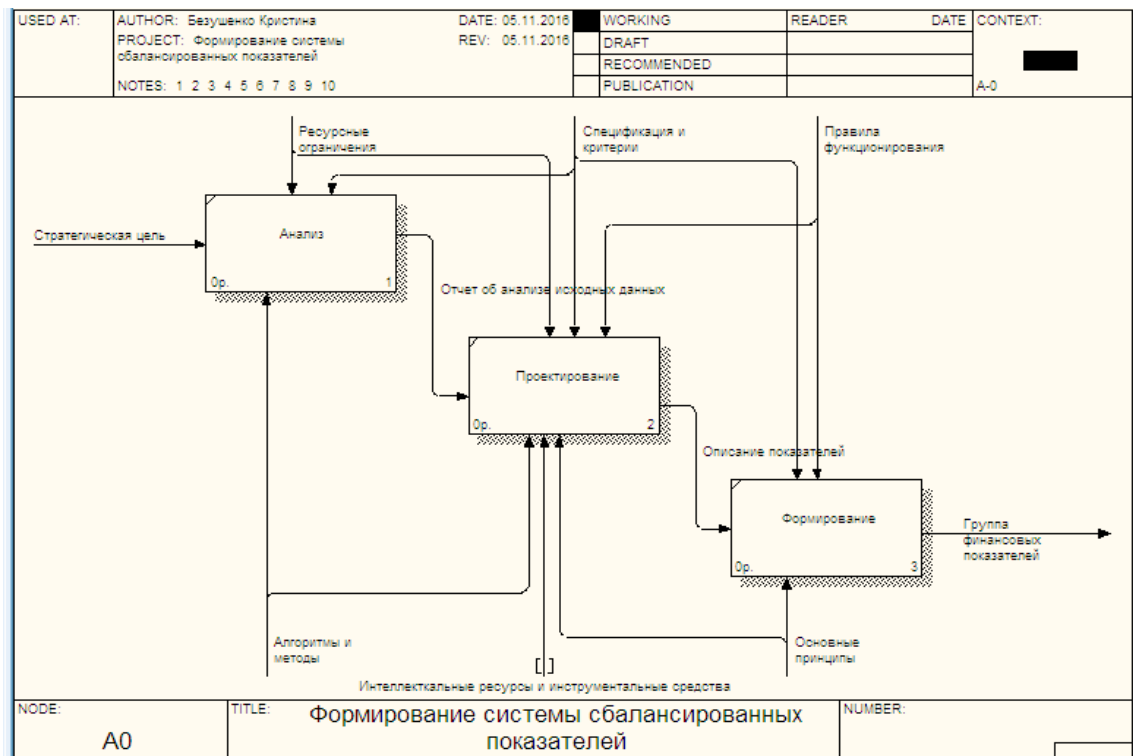 USED AT:
AUTHOR: Безушенко Кристина
DATE: 05.11.2016
PROJECT: Формирование системы
сбалансированных показателей
REV: 05.11.2016
NOTES: 1 2 3 4 5 6 7 8 9 10
WORKING
DRAFT
RECOMMENDED
PUBLICATION
READER
DATE
CONTEXT:
A-0
Ресурсные
ограничения
Спецификация и
критерии
Правила
функционирования
Стратегическая цель
Анализ
0р.
1
Отчет об анализе исходных данных
Проектирование
0р.
2
Описание показателей
Формирование
0р.
3
Группа
финансовых
показателей
Алгоритмы и
методы
Основные
принципы
Интеллекткальные ресурсы и инструментальные средства
NODE:
A0
TITLE:
Формирование системы сбалансированных
показателей
NUMBER: